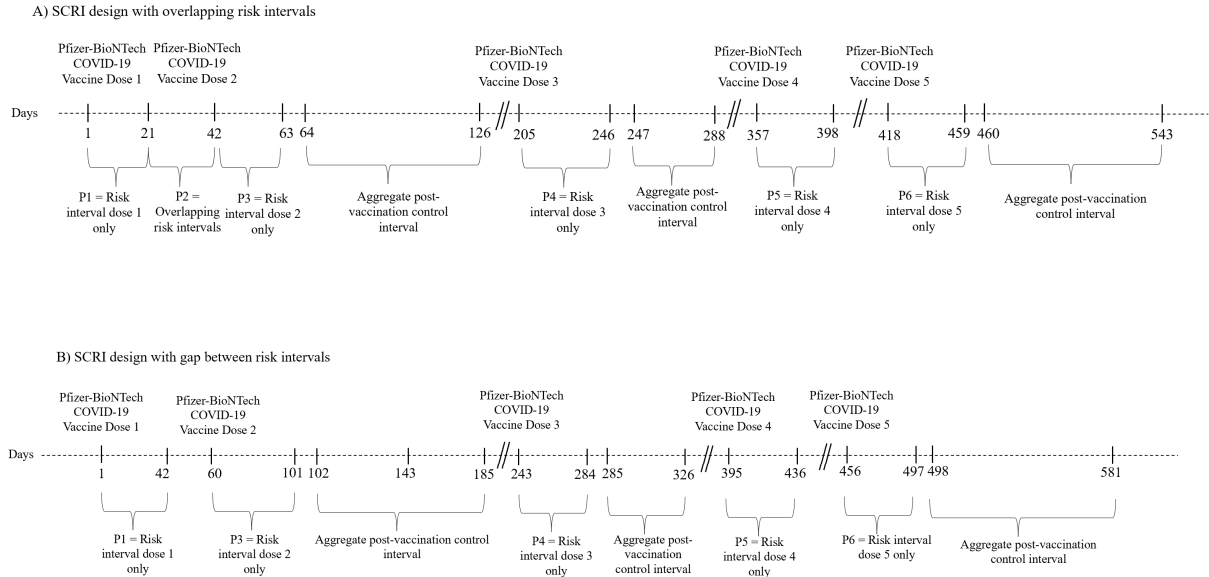 A) SCRI design with overlapping risk intervals
Pfizer-BioNTech
COVID-19
Vaccine Dose 1
Pfizer-BioNTech
COVID-19
Vaccine Dose 2
Pfizer-BioNTech
COVID-19
Vaccine Dose 3
Pfizer-BioNTech
COVID-19
Vaccine Dose 4
Pfizer-BioNTech
COVID-19
Vaccine Dose 5
Days
1 21 42 63 64 126 205 246 247 288 357 398 418 459 460 543
P1 = Risk
interval dose 1
only
P2 =
Overlapping
risk intervals
P3 = Risk
interval dose 2
only
Aggregate post-
vaccination control
interval
P4 = Risk
interval dose 3
only
Aggregate post-
vaccination control
interval
P5 = Risk
interval dose 4
only
P6 = Risk
interval dose 5
only
Aggregate post-vaccination
control interval
B) SCRI design with gap between risk intervals
Pfizer-BioNTech
COVID-19
Vaccine Dose 1
Pfizer-BioNTech
COVID-19
Vaccine Dose 2
Pfizer-BioNTech
COVID-19
Vaccine Dose 3
Pfizer-BioNTech
COVID-19
Vaccine Dose 4
Pfizer-BioNTech
COVID-19
Vaccine Dose 5
Days
1 42 60 101 102 143 185 243 284 285 326 395 436 456 497 498 581
P1 = Risk
interval dose 1
only
P3 = Risk
interval dose 2
only
Aggregate post-vaccination control
interval
P4 = Risk
interval dose 3
only
Aggregate post-
vaccination
control interval
P5 = Risk
interval dose 4
only
P6 = Risk interval
dose 5 only
Aggregate post-vaccination
control interval